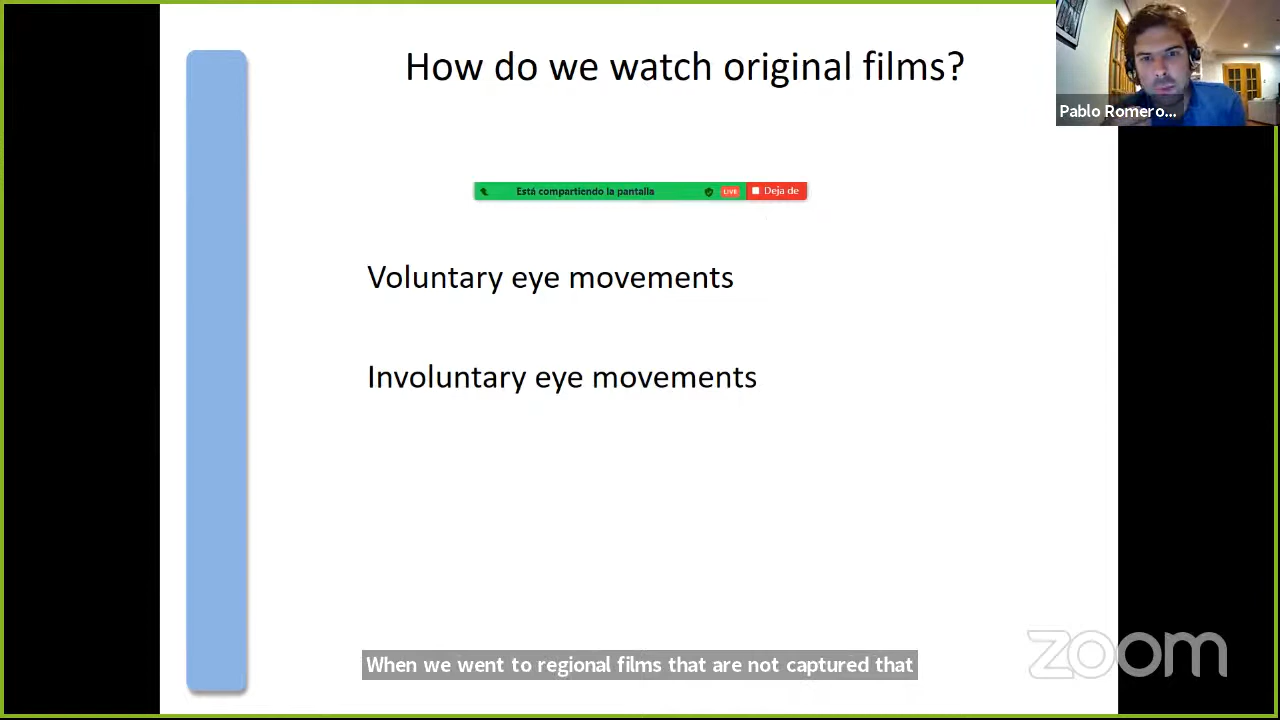 How do we watch original films?
Pablo Romero...
Está compartiendo la pantalla
LIVE
Deja de
Voluntary eye movements
Involuntary eye movements
When we went to regional films that are not captured that
zoom